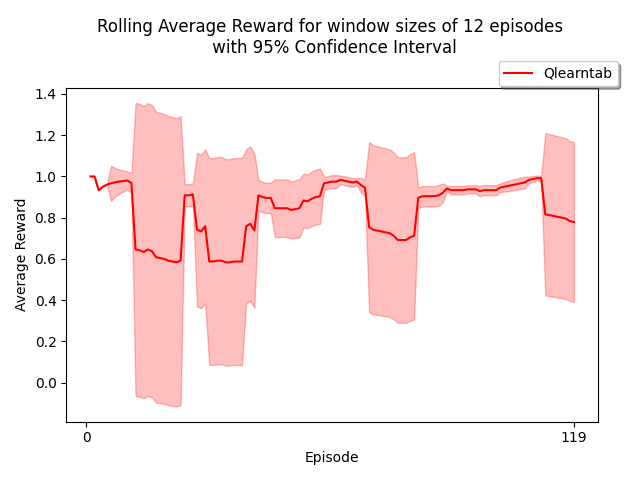 Rolling Average Reward for window sizes of 12 episodes
with 95% Confidence Interval
Qlearntab
1.4
1.2
1.0
0.8
0.6
0.4
0.2
0.0
Average Reward
0
119
Episode